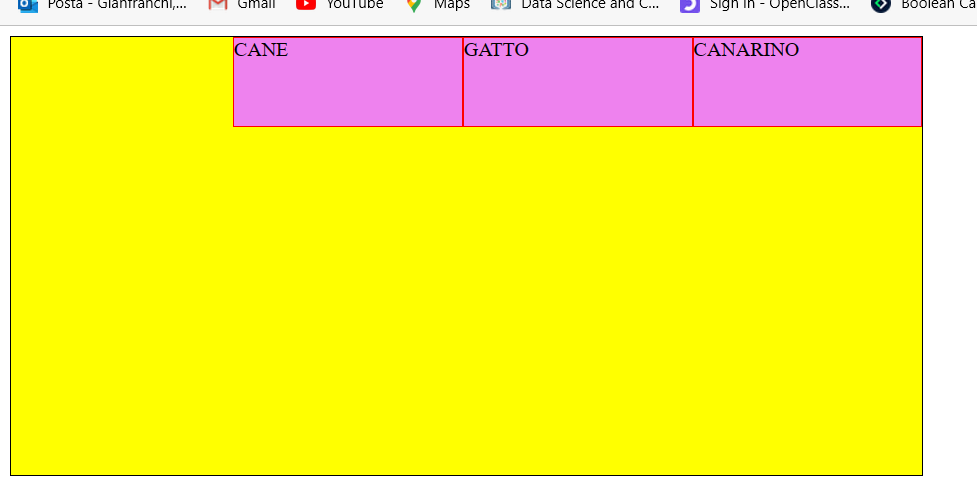 Posta - Gianfranchi,... Gmail YouTube Maps Data Science and C... Sign in - OpenClass... Boolean Ca
CANE GATTO CANARINO